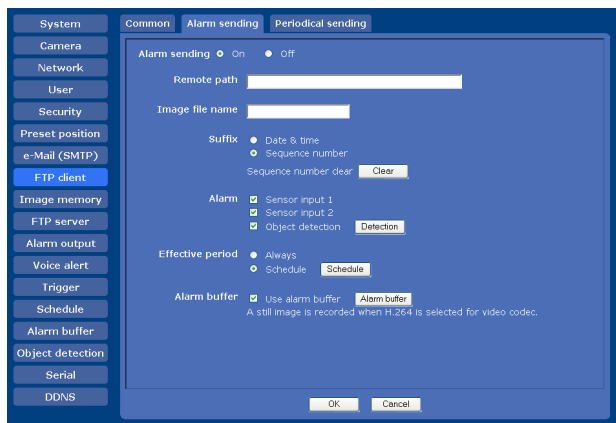 System
Camera
Network
User
Security
Preset position
e-Mail (SMTP)
FTP client
Image memory
FTP server
Alarm output
Voice alert
Trigger
Schedule
Alarm buffer
Object detection
Serial
DDNS
Common Alarm sending Periodical sending
Alarm sending On Off
Remote path
Image file name
Suffix Date & time
Sequence number
Sequence number clear Clear
Alarm Sensor input 1
Sensor input 2
Object detection Detection
Effective period Always
Schedule Schedule
Alarm buffer Use alarm buffer Alarm buffer
A still image is recorded when H.264 is selected for video codec.
OK Cancel